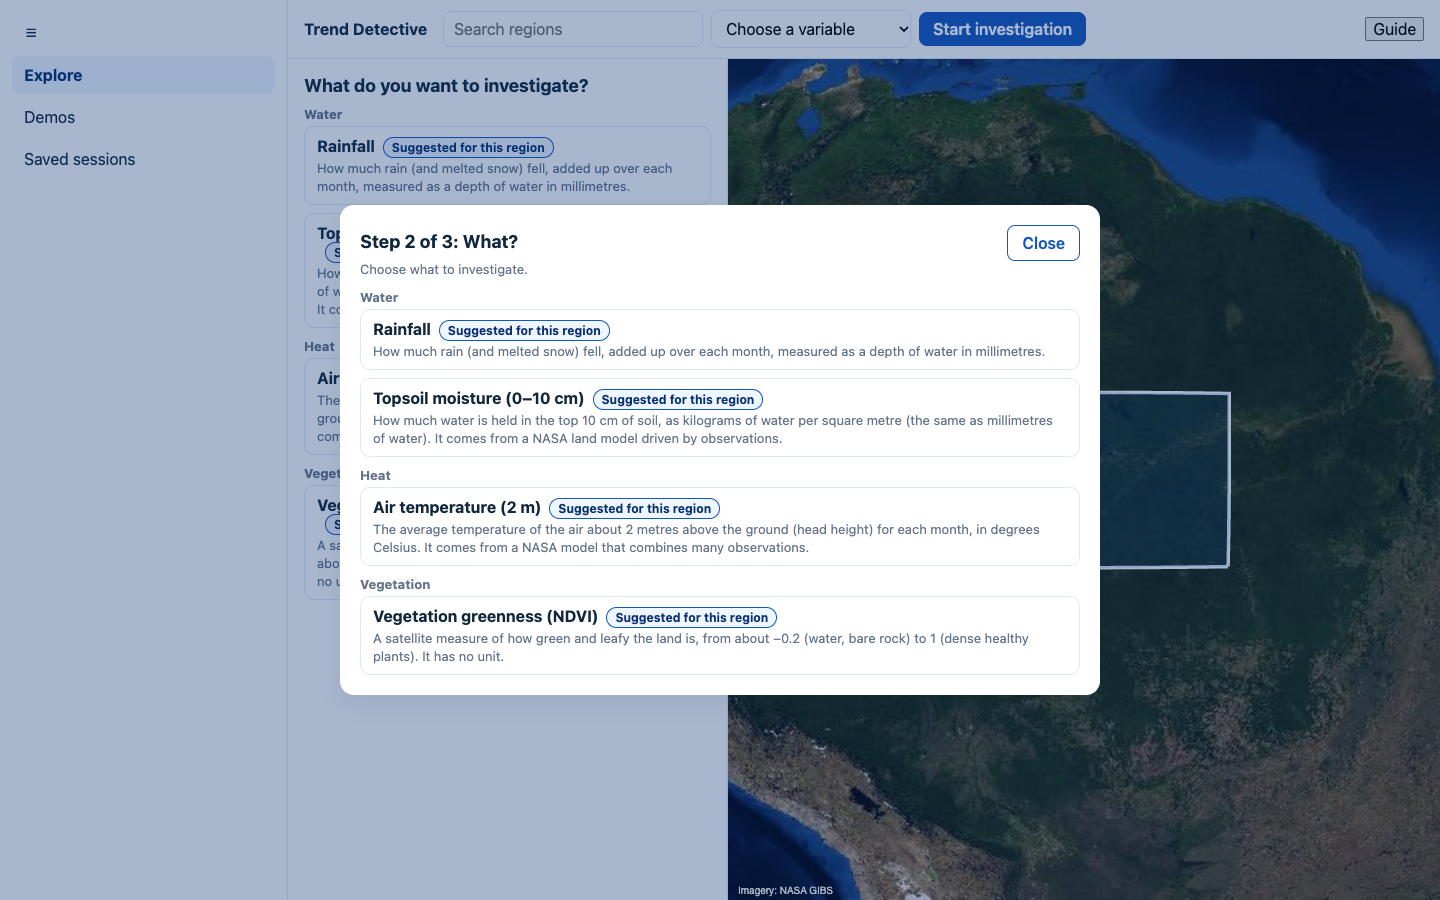 ≡
Explore
Demos
Saved sessions
Trend Detective
Search regions
Choose a variable
Start investigation
Guide
What do you want to investigate?
Water
Rainfall Suggested for this region
How much rain (and melted snow) fell, added up over each
month, measured as a depth of water in millimetres.
Heat
Air
The
Step 2 of 3: What?
Close
Choose what to investigate.
Water
Rainfall Suggested for this region
How much rain (and melted snow) fell, added up over each month, measured as a depth of water in millimetres.
Topsoil moisture (0–10 cm) Suggested for this region
How much water is held in the top 10 cm of soil, as kilograms of water per square metre (the same as millimetres
of water). It comes from a NASA land model driven by observations.
Heat
Air temperature (2 m) Suggested for this region
The average temperature of the air about 2 metres above the ground (head height) for each month, in degrees
Celsius. It comes from a NASA model that combines many observations.
Vegetation
Vegetation greenness (NDVI) Suggested for this region
A satellite measure of how green and leafy the land is, from about −0.2 (water, bare rock) to 1 (dense healthy
plants). It has no unit.
Imagery: NASA GIBS